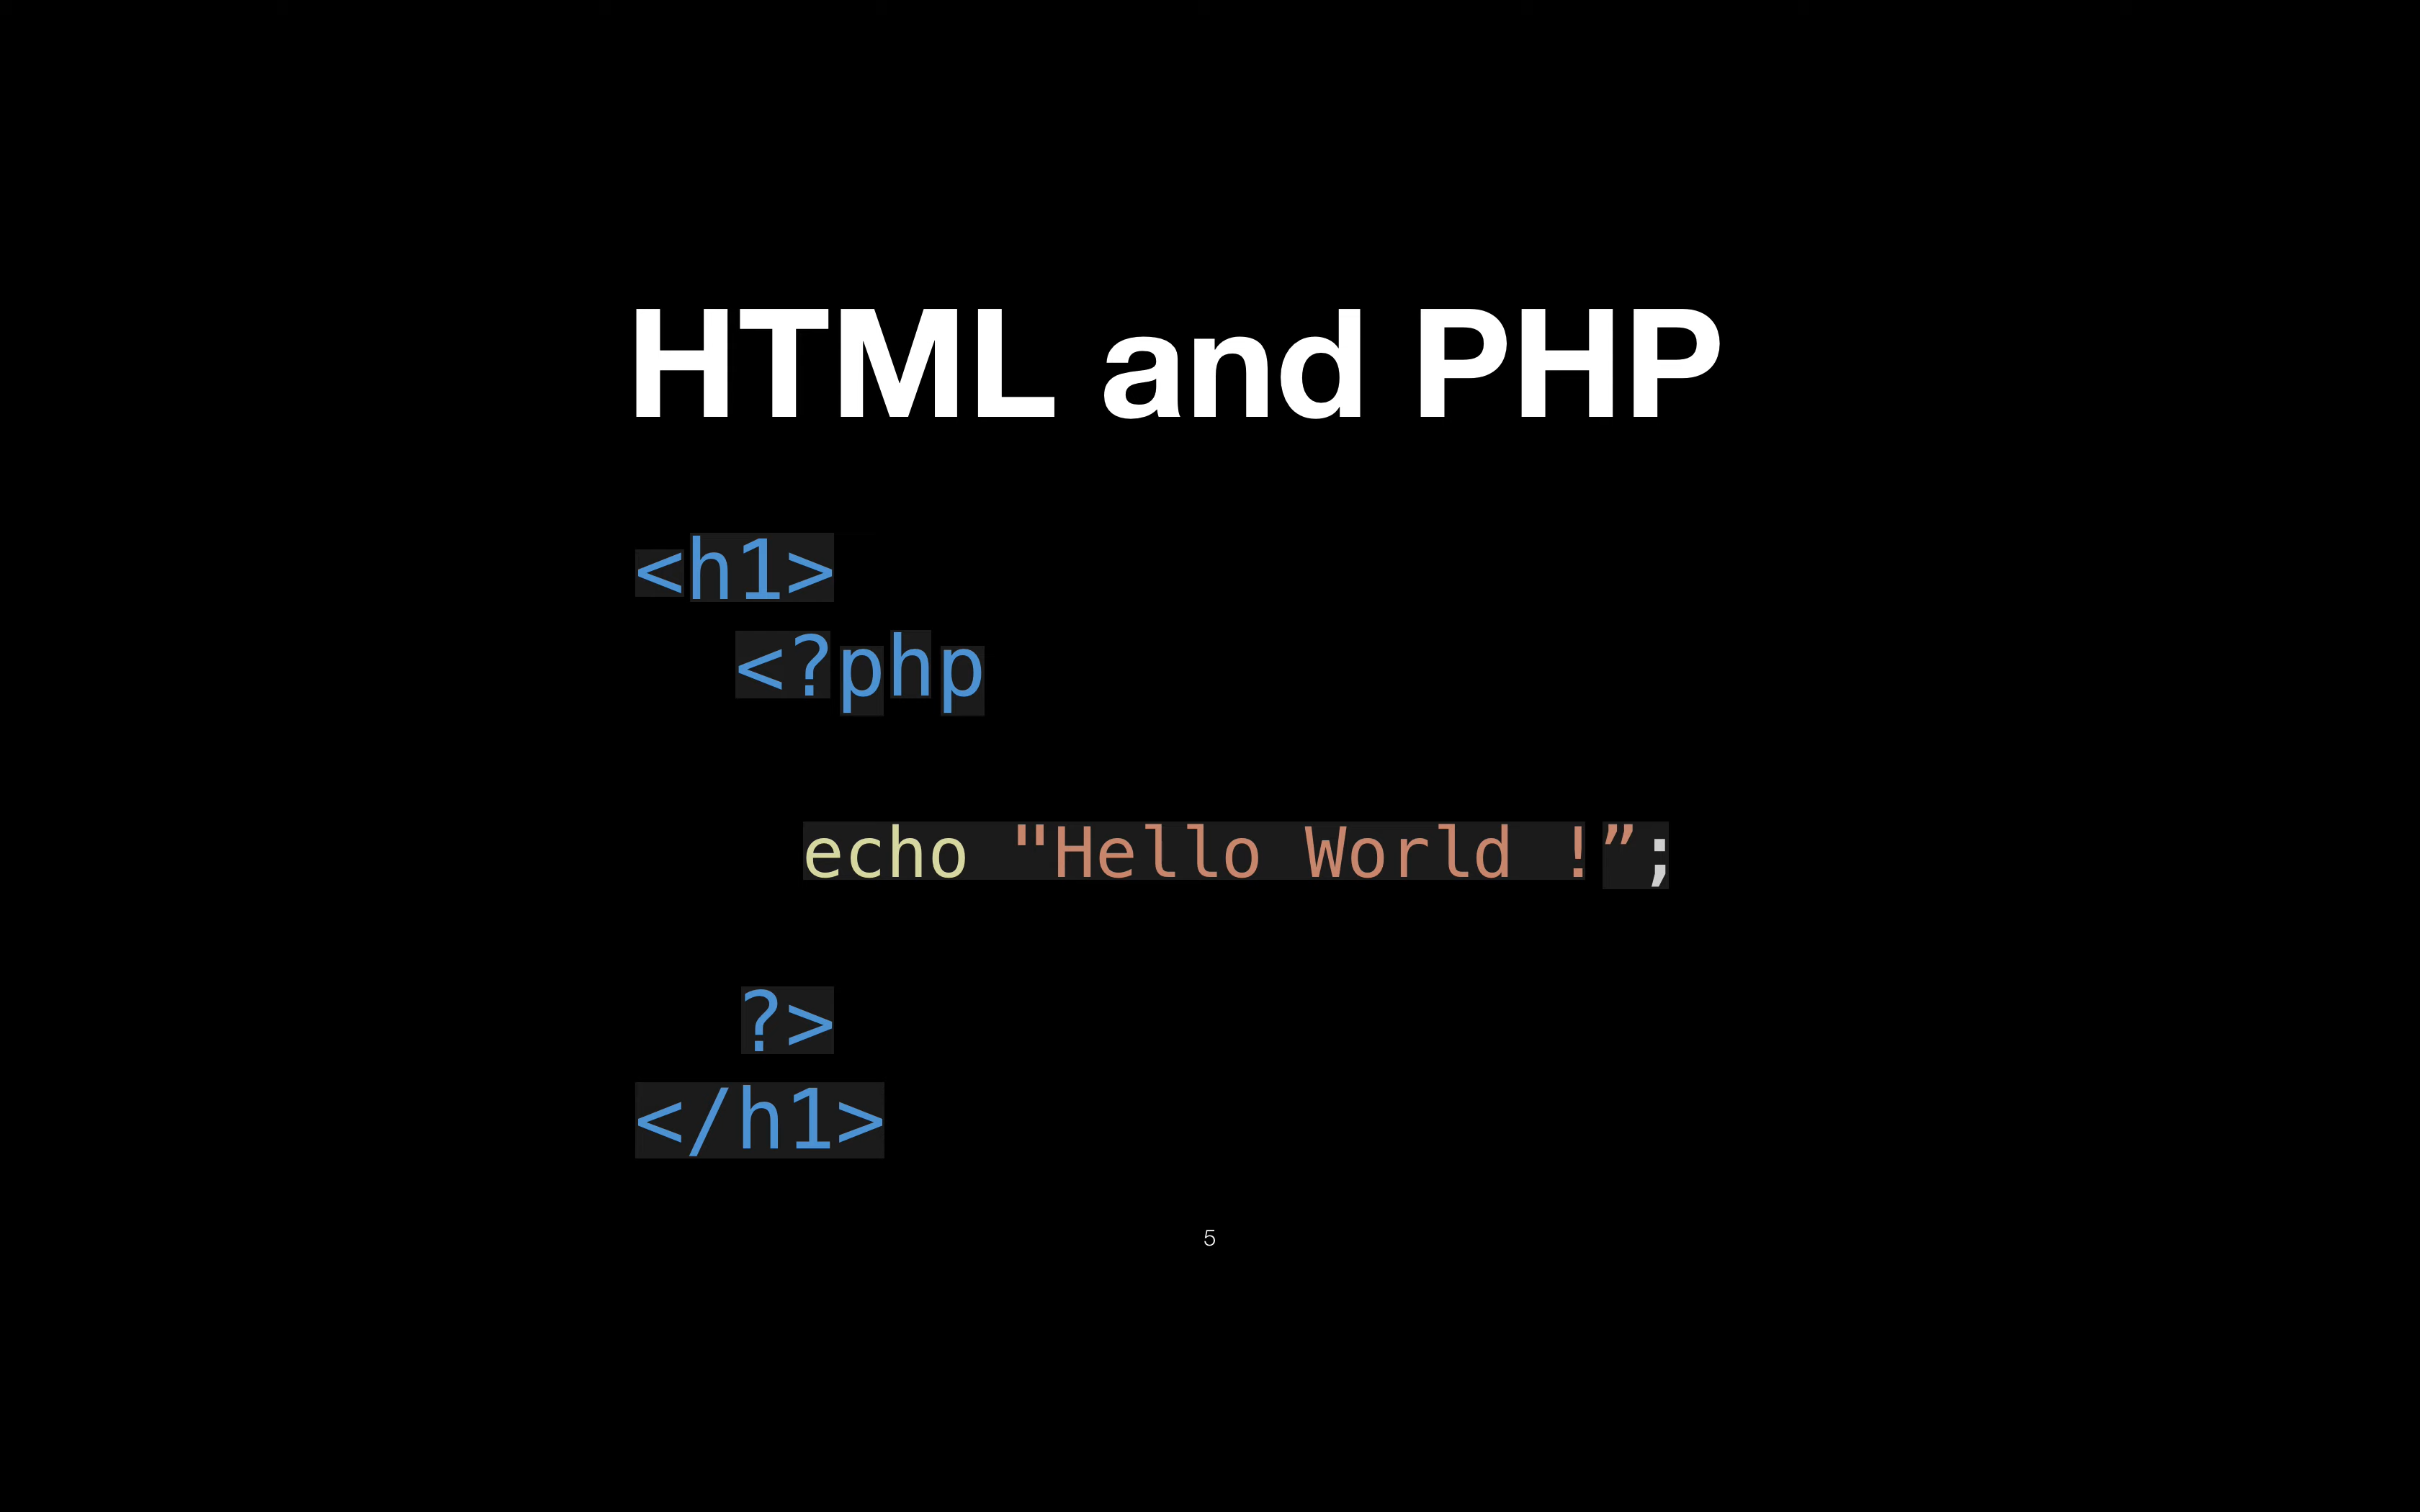 HTML and PHP
<h1>
<?php
echo "Hello World !”;
?>
</h1>
5